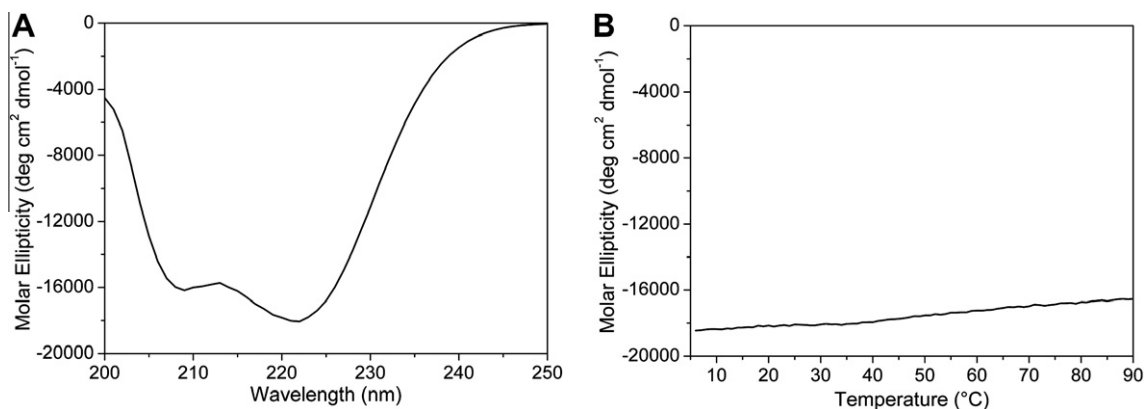 A
0
-4000
-8000
-12000
-16000
-20000
Molar Ellipticity (deg cm² dmol⁻¹)
200 210 220 230 240 250
Wavelength (nm)
B
0
-4000
-8000
-12000
-16000
-20000
Molar Ellipticity (deg cm² dmol⁻¹)
10 20 30 40 50 60 70 80 90
Temperature (°C)